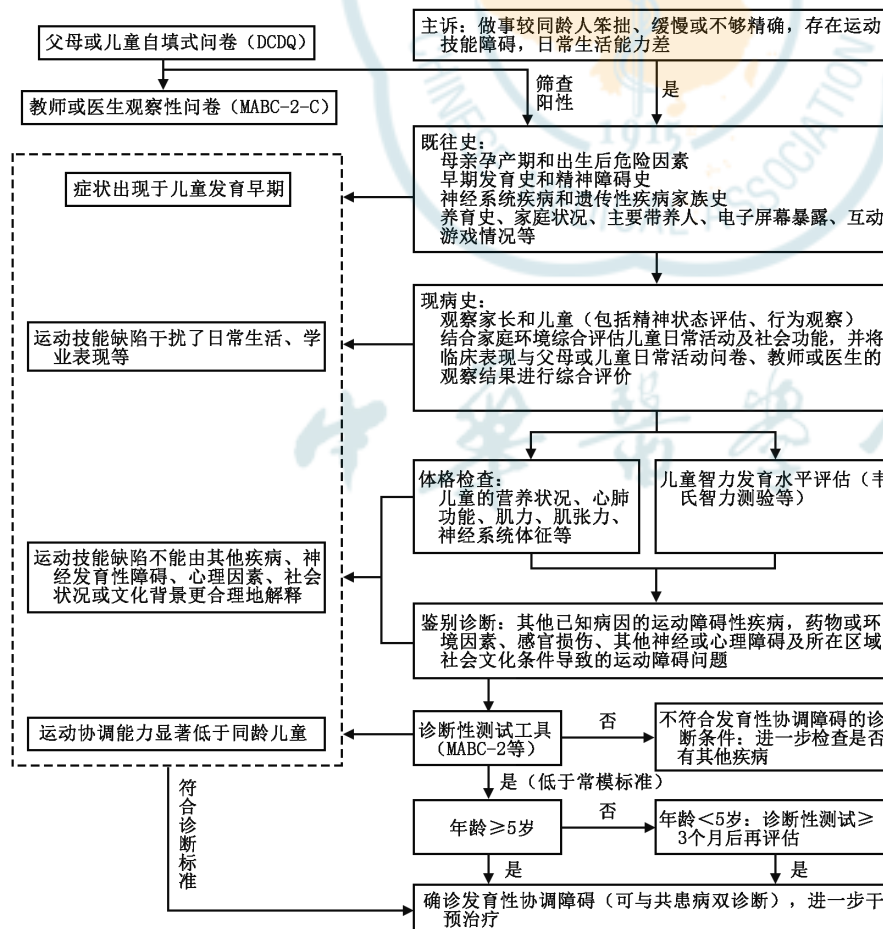 父母或儿童自填式问卷（DCDQ）
教师或医生观察性问卷（MABC-2-C）
主诉：做事较同龄人笨拙、缓慢或不够精确，存在运动
技能障碍，日常生活能力差
筛查
阳性
是
既往史：
母亲孕产期和出生后危险因素
早期发育史和精神障碍史
神经系统疾病和遗传性疾病家族史
养育史、家庭状况、主要带养人、电子屏幕暴露、互动
游戏情况等
症状出现于儿童发育早期
现病史：
观察家长和儿童（包括精神状态评估、行为观察）
结合家庭环境综合评估儿童日常活动及社会功能，并将
临床表现与父母或儿童日常活动问卷、教师或医生的
观察结果进行综合评价
运动技能缺陷干扰了日常生活、学
业表现等
体格检查：
儿童的营养状况、心肺
功能、肌力、肌张力、
神经系统体征等
儿童智力发育水平评估（韦
氏智力测验等）
运动技能缺陷不能由其他疾病、神
经发育性障碍、心理因素、社会
状况或文化背景更合理地解释
鉴别诊断：其他已知病因的运动障碍性疾病，药物或环
境因素、感官损伤、其他神经或心理障碍及所在区域
社会文化条件导致的运动障碍问题
运动协调能力显著低于同龄儿童
诊断性测试工具
（MABC-2等）
否
不符合发育性协调障碍的诊
断条件：进一步检查是否
有其他疾病
是（低于常模标准）
年龄≥5岁
否
年龄＜5岁：诊断性测试≥
3个月后再评估
是
是
符合诊断标准
确诊发育性协调障碍（可与共患病双诊断），进一步干
预治疗
1915
CHINESE
ASSOCIATION
中华医学